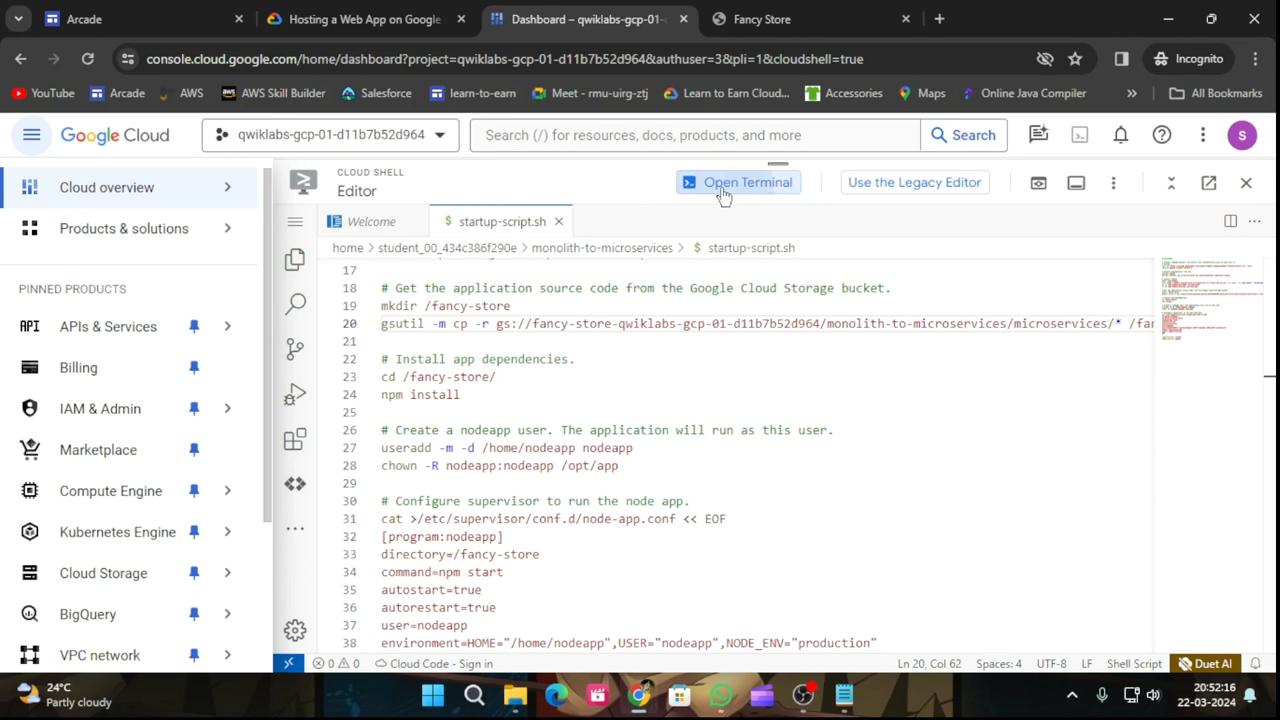 Arcade
Hosting a Web App on Google
Dashboard – qwiklabs-gcp-01-
Fancy Store
console.cloud.google.com/home/dashboard?project=qwiklabs-gcp-01-d11b7b52d964&authuser=3&pli=1&cloudshell=true
Incognito
YouTube
Arcade
AWS
AWS Skill Builder
Salesforce
learn-to-earn
Meet - rmu-uirg-ztj
Learn to Earn Cloud...
Accessories
Maps
Online Java Compiler
»
All Bookmarks
Google Cloud
qwiklabs-gcp-01-d11b7b52d964
Search (/) for resources, docs, products, and more
Search
S
Cloud overview
Products & solutions
PINNED PRODUCTS
API APIs & Services
Billing
IAM & Admin
Marketplace
Compute Engine
Kubernetes Engine
Cloud Storage
BigQuery
VPC network
CLOUD SHELL
Editor
Open Terminal
Use the Legacy Editor
Welcome
$ startup-script.sh
home > student_00_434c386f290e > monolith-to-microservices > $ startup-script.sh
17
18 # Get the application source code from the Google Cloud Storage bucket.
19 mkdir /fancy-store
20 gsutil -m cp -r gs://fancy-store-qwiklabs-gcp-01-d11b7b52d964/monolith-to-microservices/microservices/* /fan
21
22 # Install app dependencies.
23 cd /fancy-store/
24 npm install
25
26 # Create a nodeapp user. The application will run as this user.
27 useradd -m -d /home/nodeapp nodeapp
28 chown -R nodeapp:nodeapp /opt/app
29
30 # Configure supervisor to run the node app.
31 cat >/etc/supervisor/conf.d/node-app.conf << EOF
32 [program:nodeapp]
33 directory=/fancy-store
34 command=npm start
35 autostart=true
36 autorestart=true
37 user=nodeapp
38 environment=HOME="/home/nodeapp",USER="nodeapp",NODE_ENV="production"
0 0
Cloud Code - Sign in
Ln 20, Col 62
Spaces: 4
UTF-8
LF
Shell Script
Duet AI
24°C
Partly cloudy
20:52:16
22-03-2024